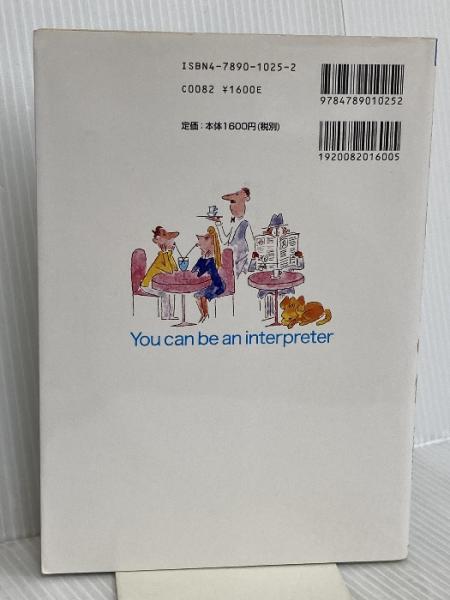 ISBN4-7890-1025-2
C0082 ¥1600E
定価：本体1600円(税別)
9784789010252
1920082016005
You can be an interpreter